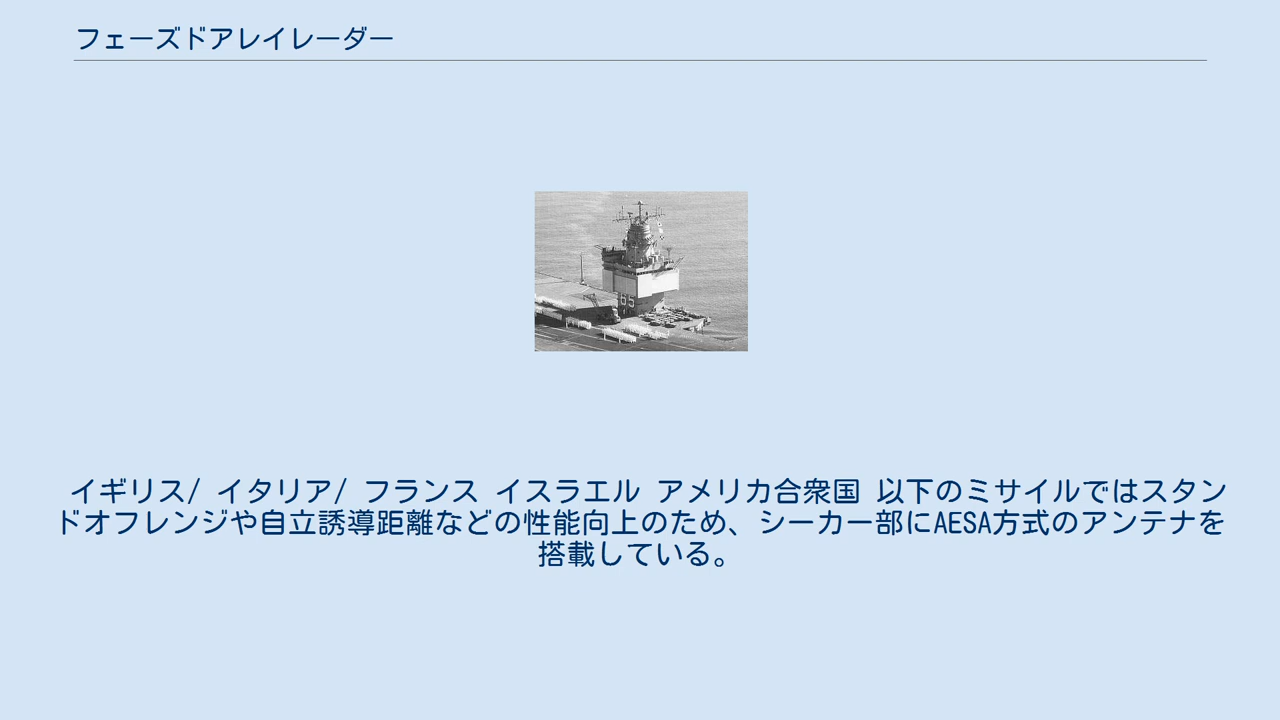 フェーズドアレイレーダー
65
イギリス/ イタリア/ フランス イスラエル アメリカ合衆国 以下のミサイルではスタン
ドオフレンジや自立誘導距離などの性能向上のため、シーカー部にAESA方式のアンテナを
搭載している。